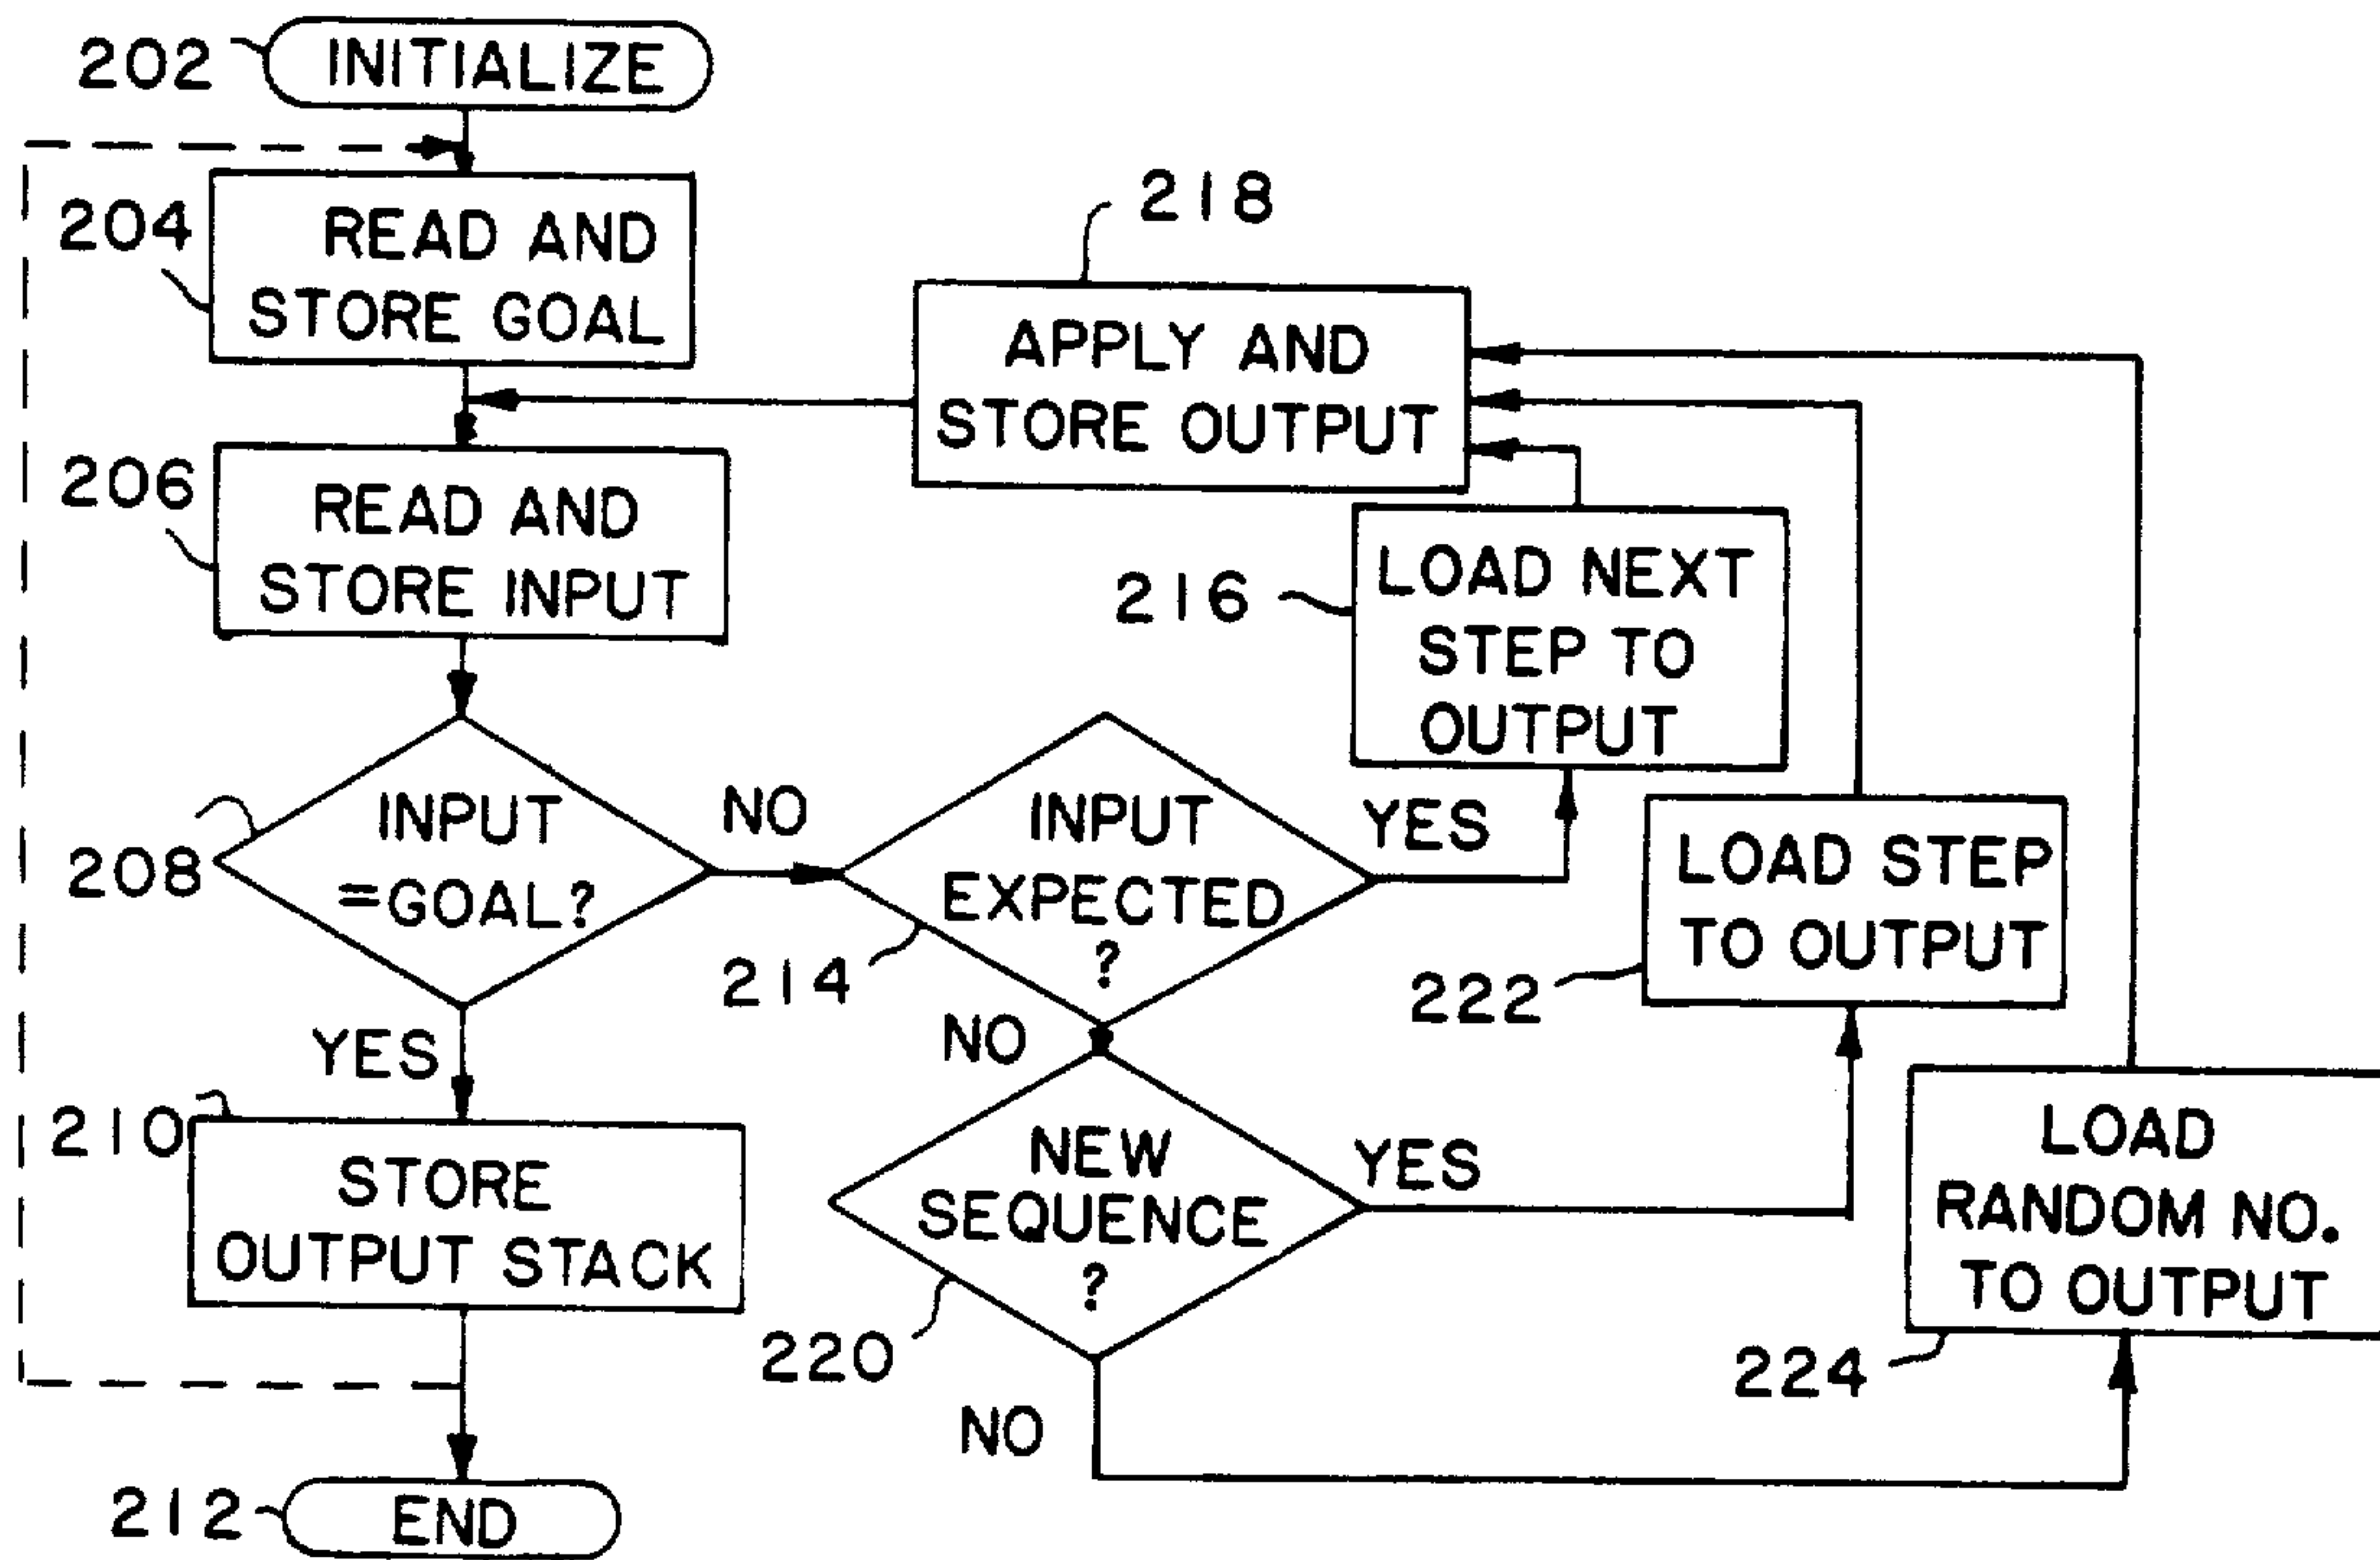 202
INITIALIZE
204
READ AND
STORE GOAL
218
APPLY AND
STORE OUTPUT
206
READ AND
STORE INPUT
216
LOAD NEXT
STEP TO
OUTPUT
208
INPUT
=GOAL?
NO
214
INPUT
EXPECTED
?
YES
222
LOAD STEP
TO OUTPUT
YES
NO
210
STORE
OUTPUT STACK
220
NEW
SEQUENCE
?
YES
224
LOAD
RANDOM NO.
TO OUTPUT
NO
212
END